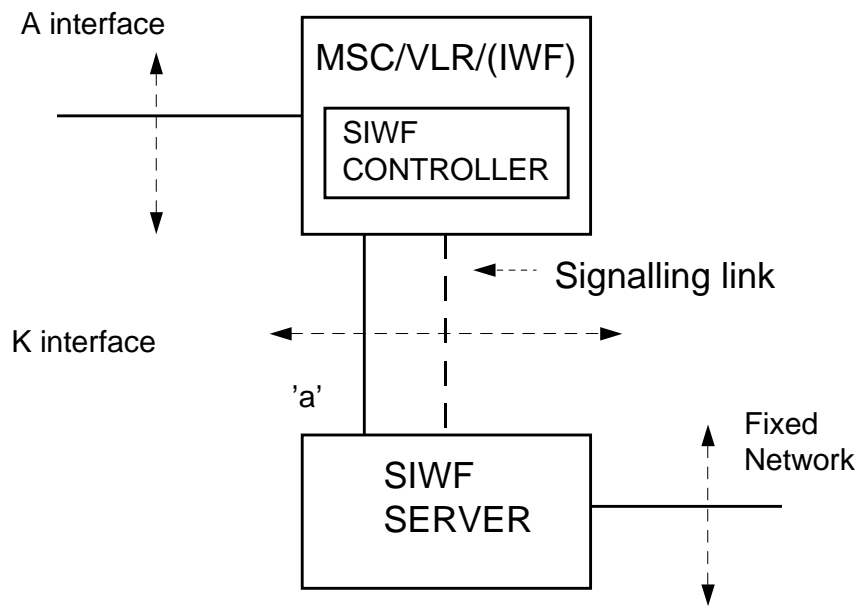 A interface
MSC/VLR/(IWF)
SIWF
CONTROLLER
Signalling link
K interface
’a’
Fixed
Network
SIWF
SERVER